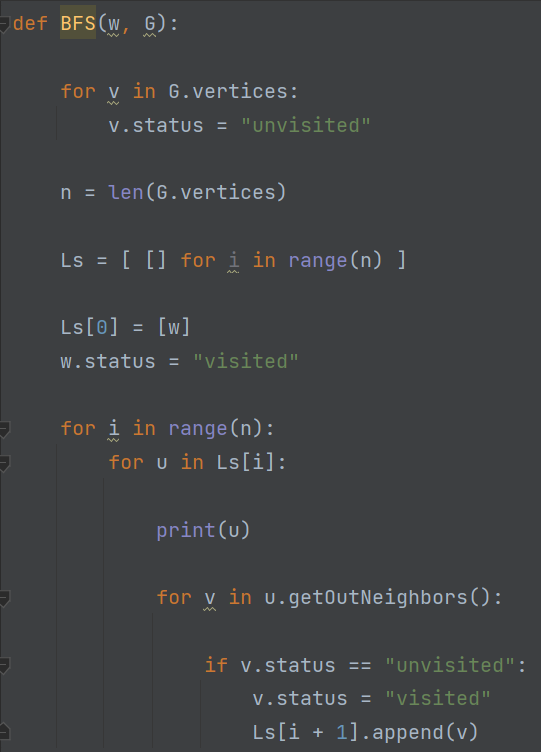 def BFS(w, G):
    for v in G.vertices:
        v.status = "unvisited"
    n = len(G.vertices)
    Ls = [ [] for i in range(n) ]
    Ls[0] = [w]
    w.status = "visited"
    for i in range(n):
        for u in Ls[i]:
            print(u)
            for v in u.getOutNeighbors():
                if v.status == "unvisited":
                    v.status = "visited"
                    Ls[i + 1].append(v)